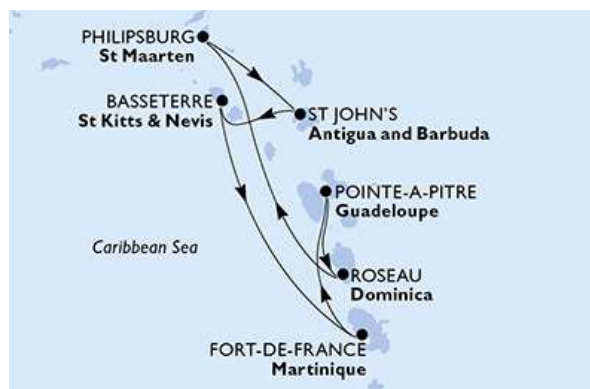 PHILIPSBURG
St Maarten
BASSETERRE
St Kitts & Nevis
ST JOHN'S
Antigua and Barbuda
POINTE-A-PITRE
Guadeloupe
Caribbean Sea
ROSEAU
Dominica
FORT-DE-FRANCE
Martinique